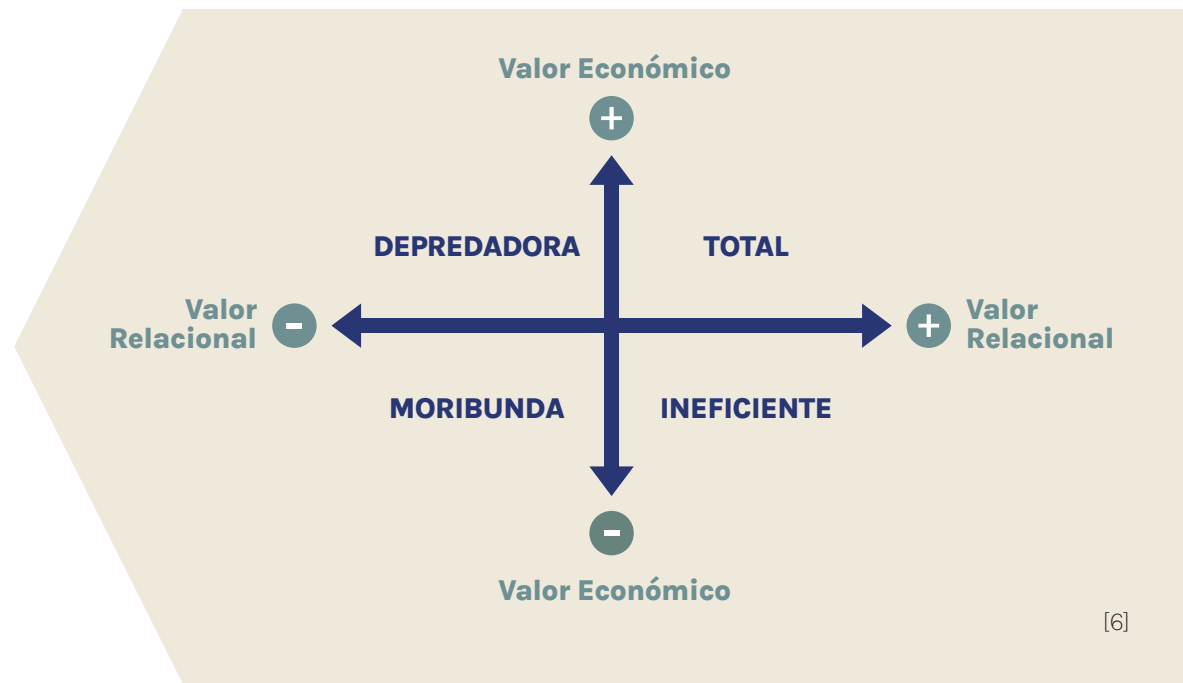 Valor Económico
+
DEPREDADORA
TOTAL
Valor
Relacional
-
+
Valor
Relacional
MORIBUNDA
INEFICIENTE
-
Valor Económico
[6]